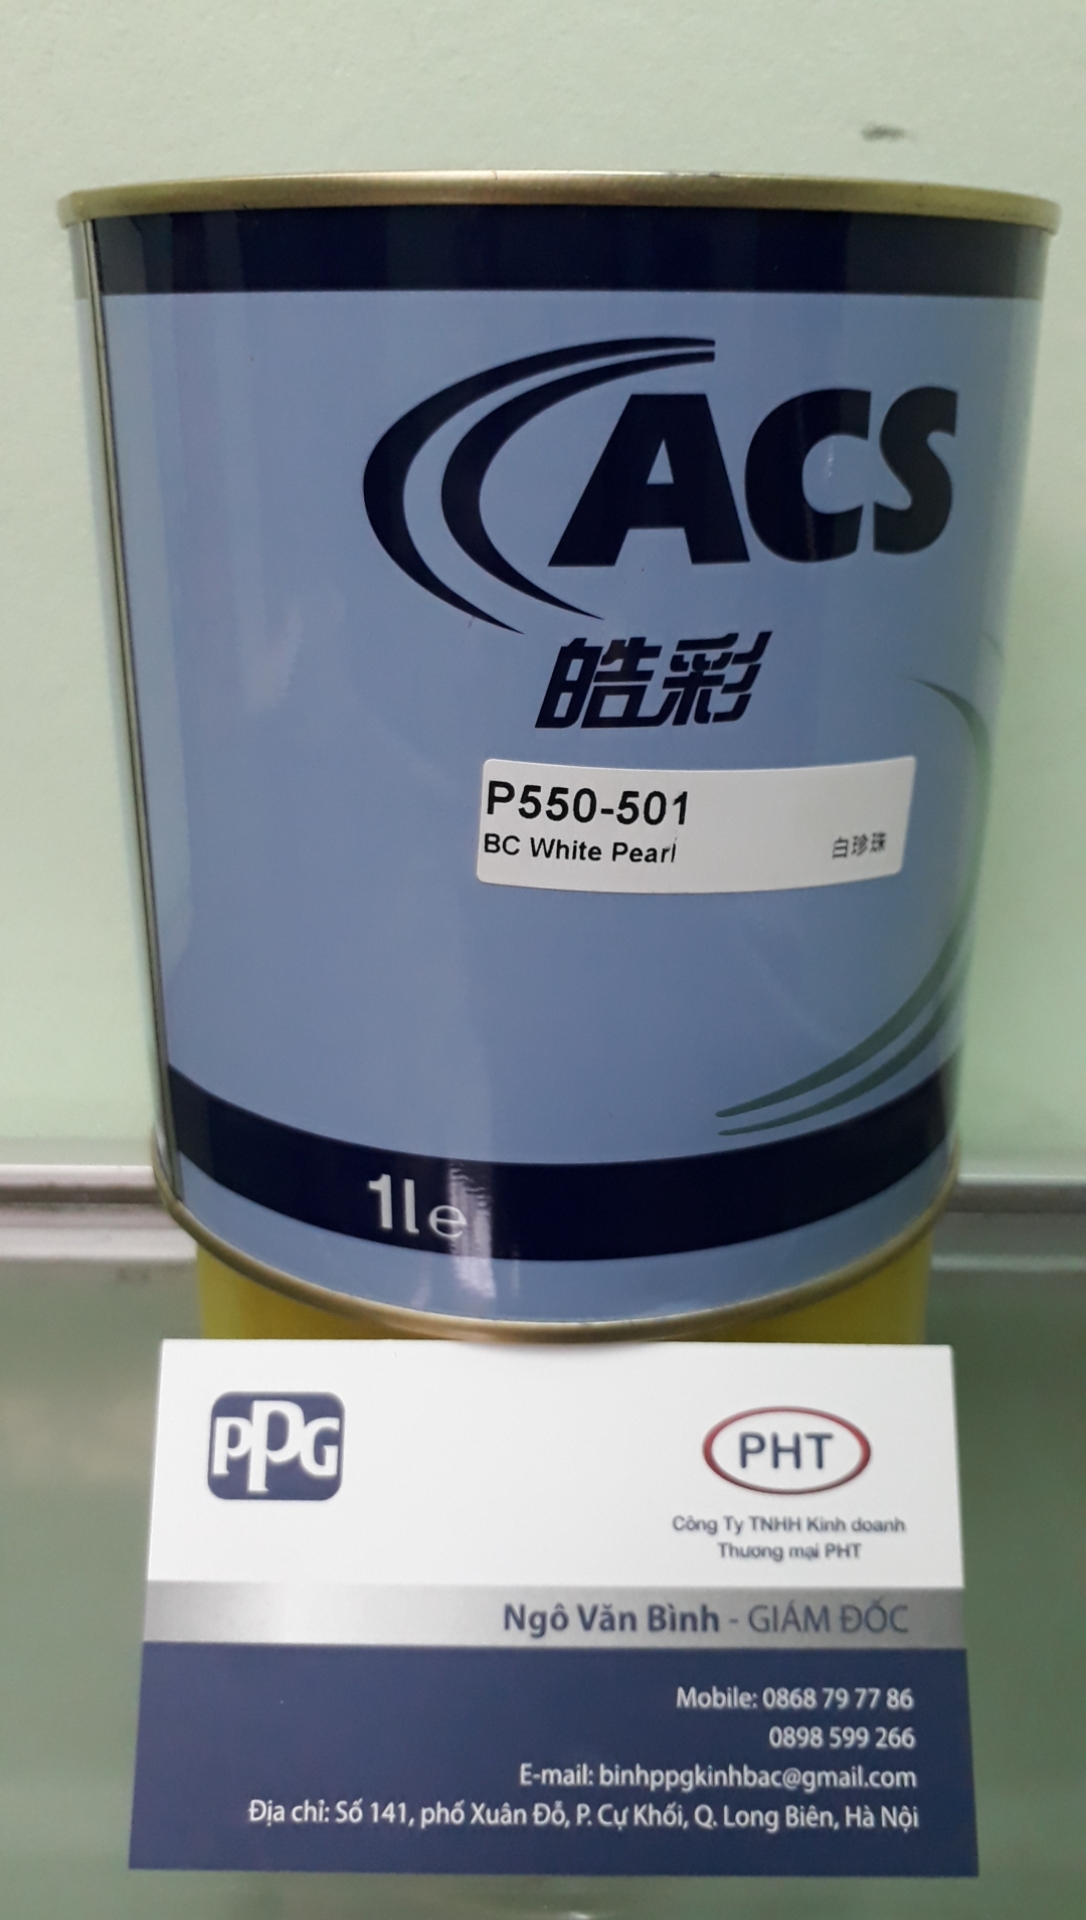 ACS
皓彩
P550-501
BC White Pearl 白珍珠
1l e
PPG
PHT
Công Ty TNHH Kinh doanh
Thương mại PHT
Ngô Văn Bình - GIÁM ĐỐC
Mobile: 0868 79 77 86
0898 599 266
E-mail: binhppgkinhbac@gmail.com
Địa chỉ: Số 141, phố Xuân Đỗ, P. Cự Khối, Q. Long Biên, Hà Nội